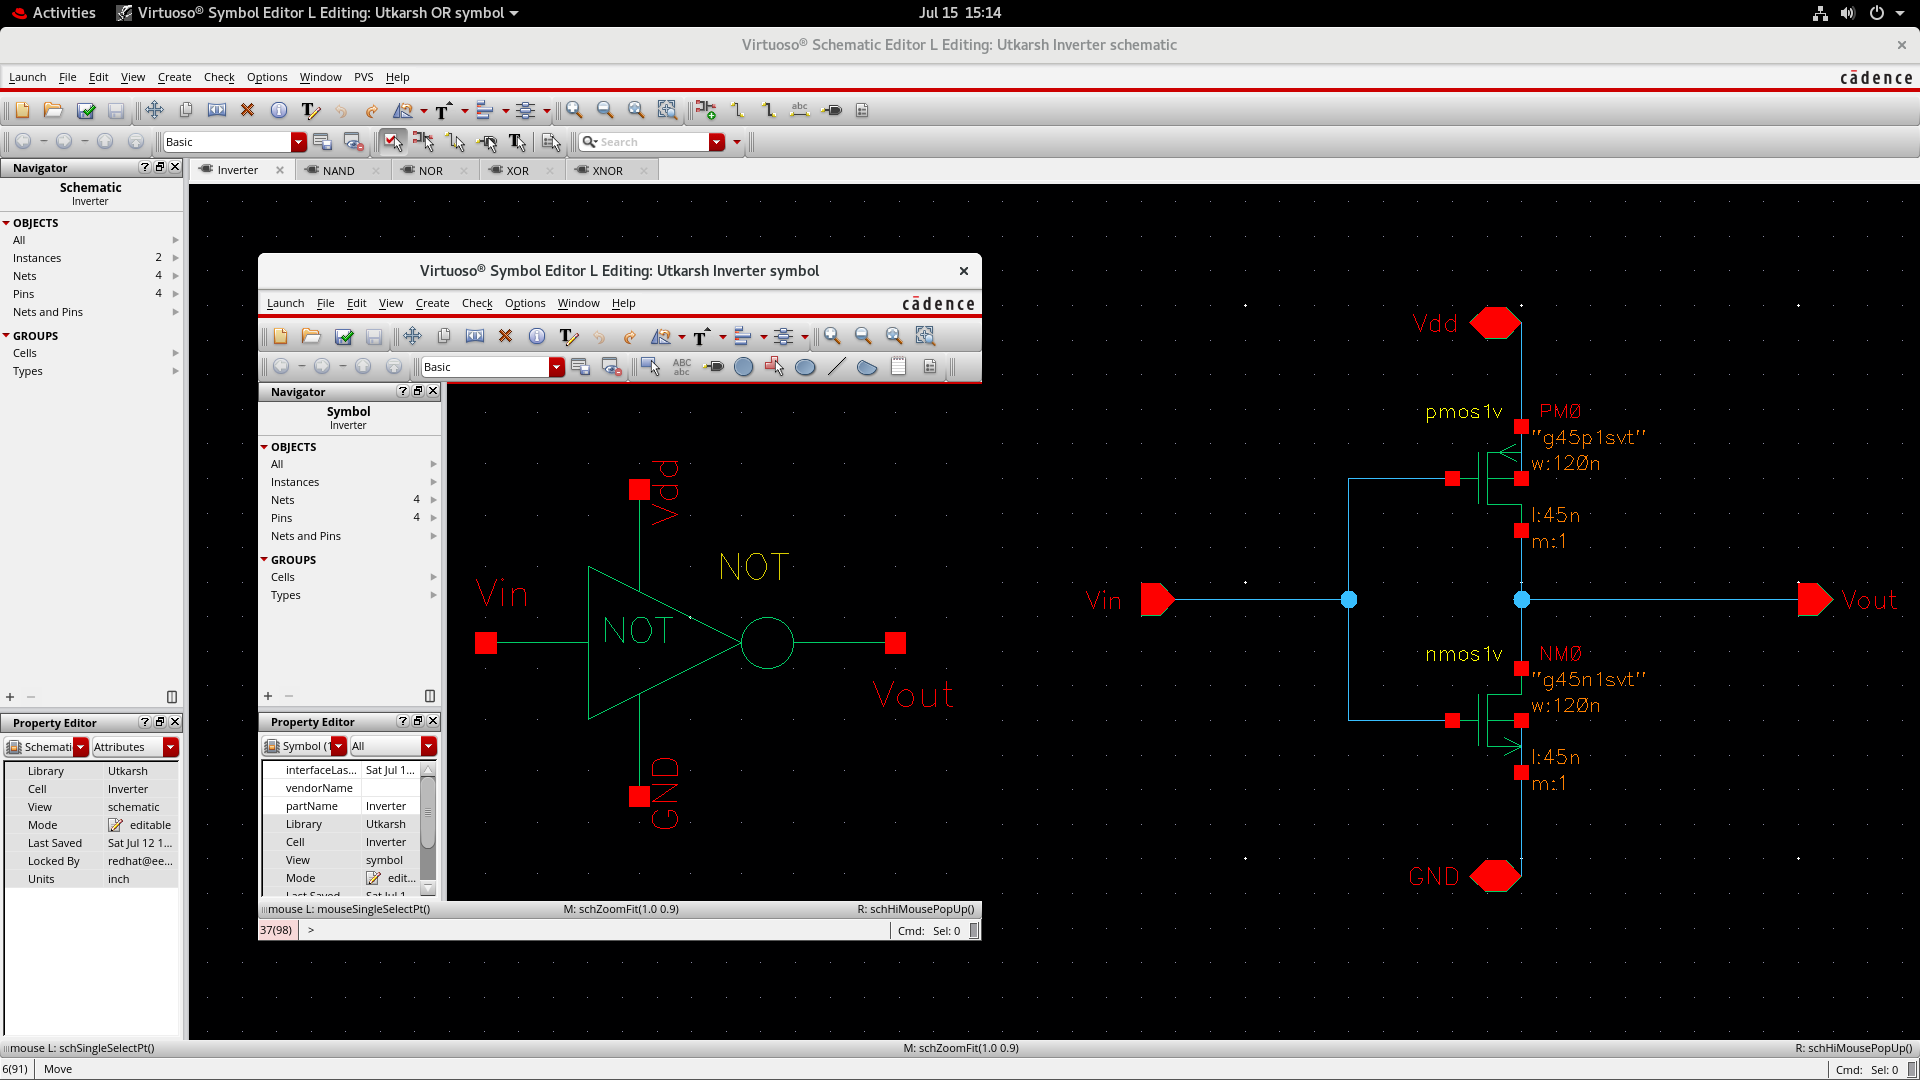 Activities Virtuoso® Symbol Editor L Editing: Utkarsh OR symbol Jul 15 15:14
Virtuoso® Schematic Editor L Editing: Utkarsh Inverter schematic
Launch File Edit View Create Check Options Window PVS Help cādence
Basic Search
Navigator
Inverter NAND NOR XOR XNOR
Schematic
Inverter
OBJECTS
All
Instances 2
Nets 4
Pins 4
Nets and Pins
GROUPS
Cells
Types
Property Editor
Schemati Attributes
Library Utkarsh
Cell Inverter
View schematic
Mode editable
Last Saved Sat Jul 12 1...
Locked By redhat@ee...
Units inch
Virtuoso® Symbol Editor L Editing: Utkarsh Inverter symbol
Launch File Edit View Create Check Options Window Help cādence
Basic ABC abc
Navigator
Symbol
Inverter
OBJECTS
All
Instances
Nets 4
Pins 4
Nets and Pins
GROUPS
Cells
Types
Property Editor
Symbol (1 All
interfaceLas... Sat Jul 1...
vendorName
partName Inverter
Library Utkarsh
Cell Inverter
View symbol
Mode edit...
Last Saved Sat Jul 1
Vdd
NOT
Vin
NOT
Vout
GND
mouse L: mouseSingleSelectPt() M: schZoomFit(1.0 0.9) R: schHiMousePopUp()
37(98) > Cmd: Sel: 0
Vdd
pmos1v PM0
"g45p1svt"
w:120n
l:45n
m:1
Vin Vout
nmos1v NM0
"g45n1svt"
w:120n
l:45n
m:1
GND
mouse L: schSingleSelectPt() M: schZoomFit(1.0 0.9) R: schHiMousePopUp()
6(91) Move Cmd: Sel: 0